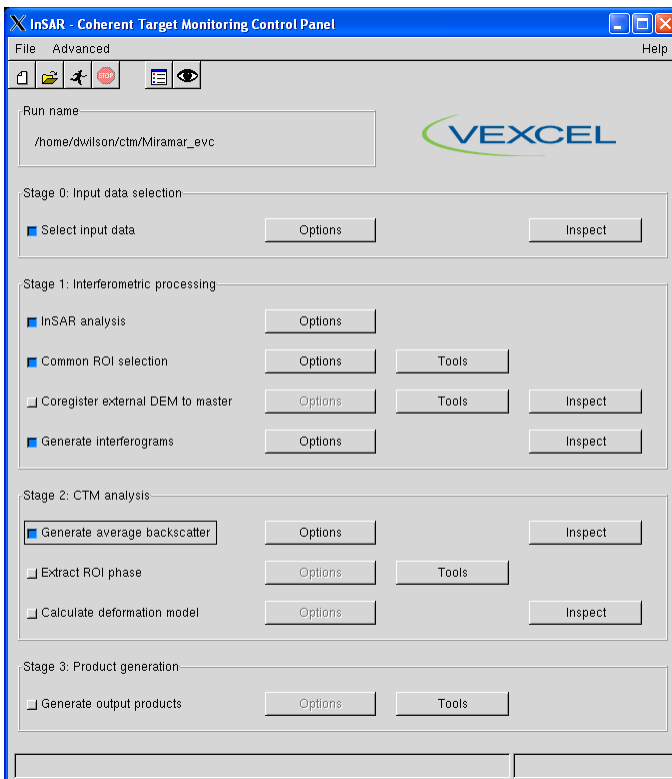 InSAR - Coherent Target Monitoring Control Panel
File Advanced Help
STOP
Run name
/home/dwilson/ctm/Miramar_evc
VEXCEL
Stage 0: Input data selection
Select input data Options Inspect
Stage 1: Interferometric processing
InSAR analysis Options
Common ROI selection Options Tools
Coregister external DEM to master Options Tools Inspect
Generate interferograms Options Inspect
Stage 2: CTM analysis
Generate average backscatter Options Inspect
Extract ROI phase Options Tools
Calculate deformation model Options Inspect
Stage 3: Product generation
Generate output products Options Tools